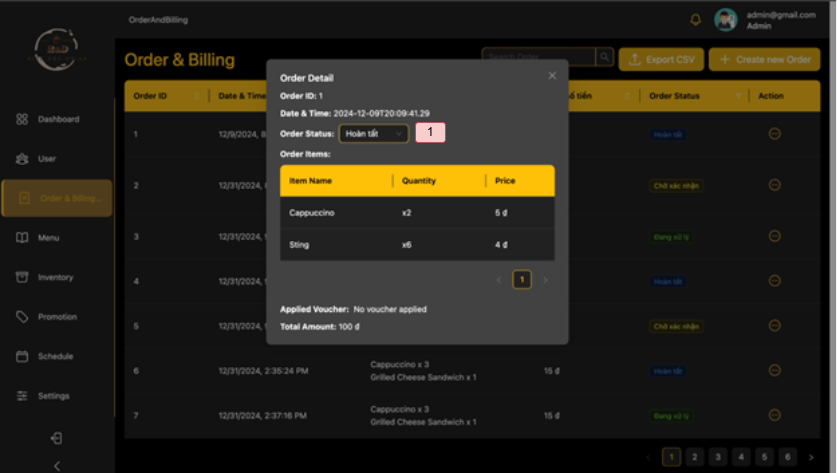 OrderAndBilling
admin@gmail.com
Admin
Order & Billing
Search Order
Export CSV
Create new Order
Order ID
Date & Time
ố tiền
Order Status
Action
Dashboard
User
Order & Billing...
Menu
Inventory
Promotion
Schedule
Settings
Order Detail
Order ID: 1
Date & Time: 2024-12-09T20:09:41.29
Order Status: Hoàn tất
1
Order Items:
Item Name Quantity Price
Cappuccino x2 5 ₫
Sting x6 4 ₫
1
Applied Voucher: No voucher applied
Total Amount: 100 ₫
1 12/9/2024, 8 Hoàn tất
2 12/31/2024, Chờ xác nhận
3 12/31/2024, Đang xử lý
4 12/31/2024, Hoàn tất
5 12/31/2024, Chờ xác nhận
6 12/31/2024, 2:35:24 PM Cappuccino x 3 15 ₫ Hoàn tất
Grilled Cheese Sandwich x 1
7 12/31/2024, 2:37:16 PM Cappuccino x 3 15 ₫ Đang xử lý
Grilled Cheese Sandwich x 1
1 2 3 4 5 6